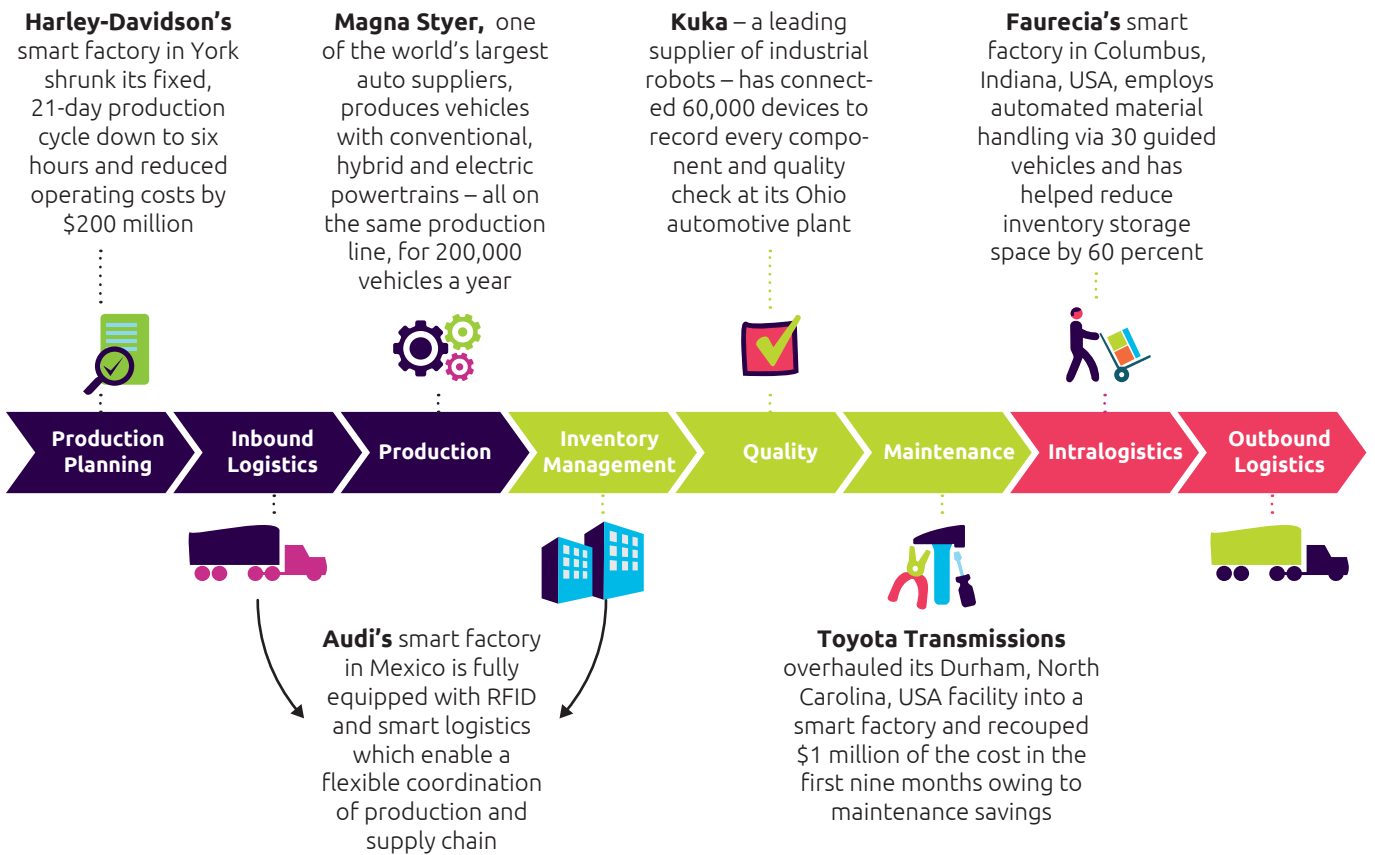 Harley-Davidson’s
smart factory in York
shrunk its fixed,
21-day production
cycle down to six
hours and reduced
operating costs by
$200 million
Magna Styer, one
of the world’s largest
auto suppliers,
produces vehicles
with conventional,
hybrid and electric
powertrains – all on
the same production
line, for 200,000
vehicles a year
Kuka – a leading
supplier of industrial
robots – has connect-
ed 60,000 devices to
record every compo-
nent and quality
check at its Ohio
automotive plant
Faurecia’s smart
factory in Columbus,
Indiana, USA, employs
automated material
handling via 30 guided
vehicles and has
helped reduce
inventory storage
space by 60 percent
Production
Planning
Inbound
Logistics
Production
Inventory
Management
Quality
Maintenance
Intralogistics
Outbound
Logistics
Audi’s smart factory
in Mexico is fully
equipped with RFID
and smart logistics
which enable a
flexible coordination
of production and
supply chain
Toyota Transmissions
overhauled its Durham, North
Carolina, USA facility into a
smart factory and recouped
$1 million of the cost in the
first nine months owing to
maintenance savings